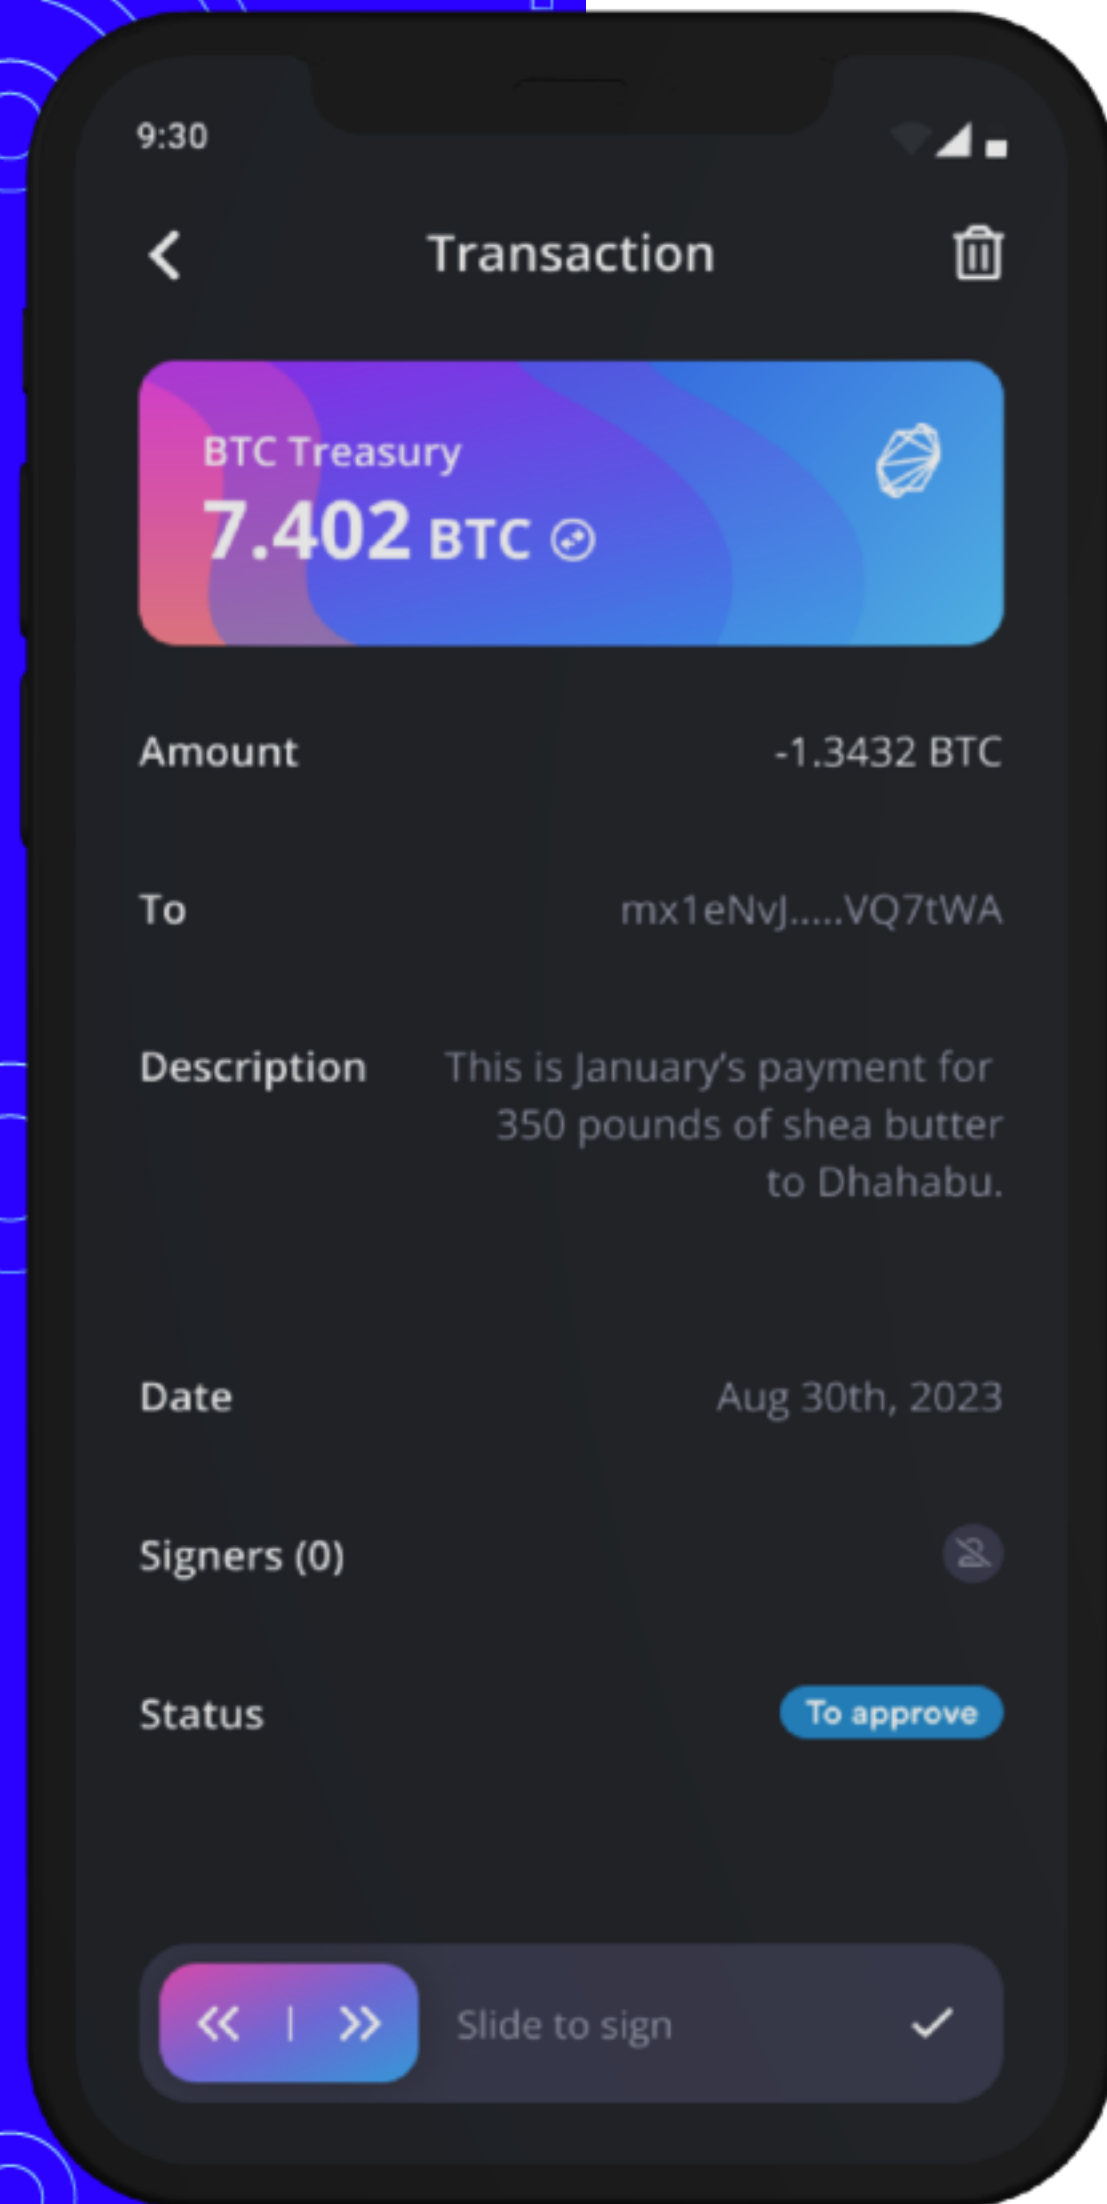 9:30
Transaction
BTC Treasury
7.402 BTC
Amount
-1.3432 BTC
To
mx1eNvJ.....VQ7tWA
Description
This is January’s payment for
350 pounds of shea butter
to Dhahabu.
Date
Aug 30th, 2023
Signers (0)
Status
To approve
Slide to sign